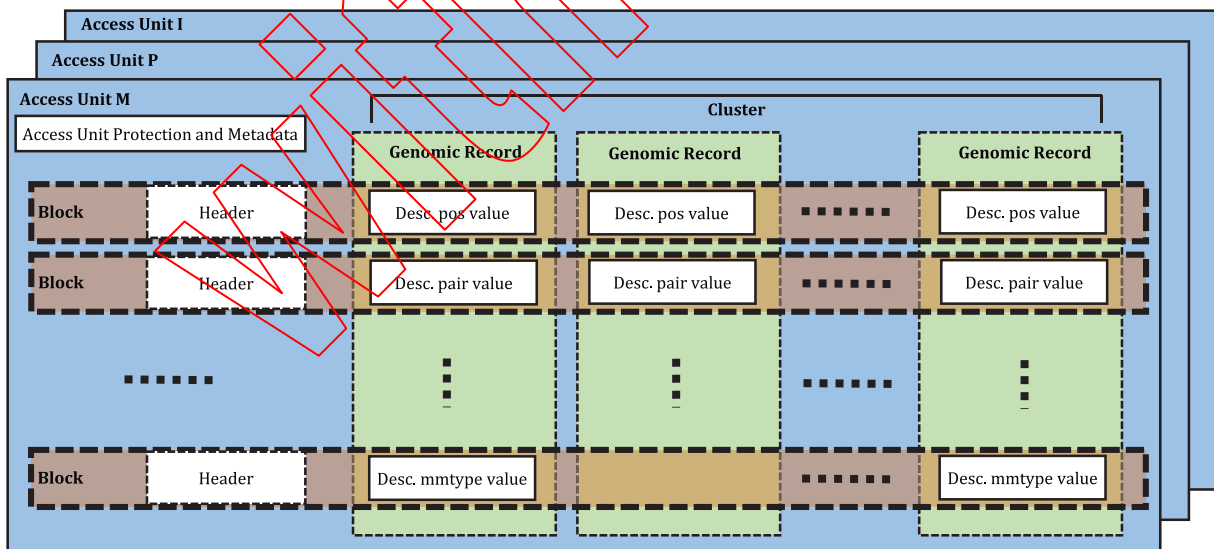 Access Unit I
Access Unit P
Access Unit M
Cluster
Access Unit Protection and Metadata
Genomic Record
Genomic Record
Genomic Record
Block
Header
Desc. pos value
Desc. pos value
Desc. pos value
Block
Header
Desc. pair value
Desc. pair value
Desc. pair value
Block
Header
Desc. mmtype value
Desc. mmtype value